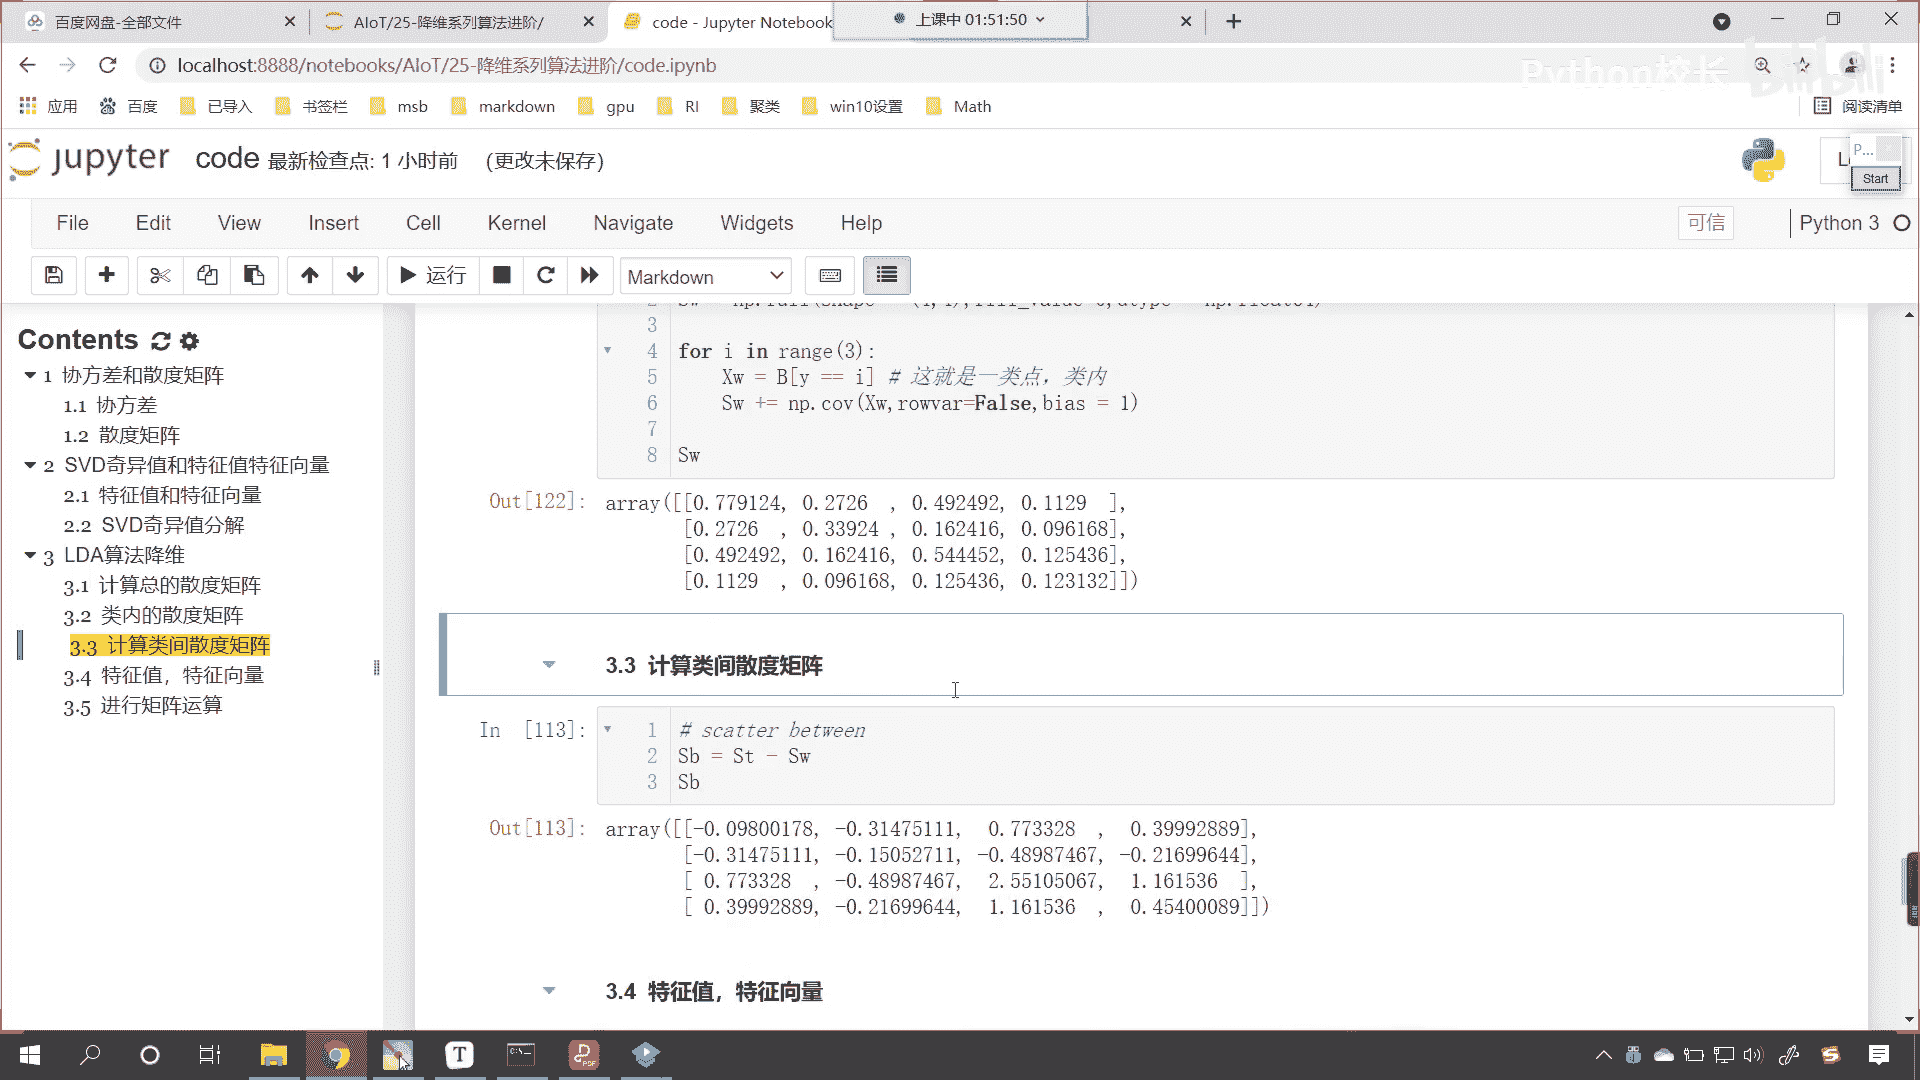 百度网盘-全部文件
AIoT/25-降维系列算法进阶/
code - Jupyter Notebook
上课中 01:51:50
localhost:8888/notebooks/AIoT/25-降维系列算法进阶/code.ipynb
Python校长
bilibili
应用
百度
已导入
书签栏
msb
markdown
gpu
RI
聚类
win10设置
Math
阅读清单
jupyter
code 最新检查点: 1 小时前 (更改未保存)
P...
Start
File
Edit
View
Insert
Cell
Kernel
Navigate
Widgets
Help
可信
Python 3
运行
Markdown
Contents
1 协方差和散度矩阵
1.1 协方差
1.2 散度矩阵
2 SVD奇异值和特征值特征向量
2.1 特征值和特征向量
2.2 SVD奇异值分解
3 LDA算法降维
3.1 计算总的散度矩阵
3.2 类内的散度矩阵
3.3 计算类间散度矩阵
3.4 特征值，特征向量
3.5 进行矩阵运算
3
4 for i in range(3):
5 Xw = B[y == i] # 这就是一类点，类内
6 Sw += np.cov(Xw,rowvar=False,bias = 1)
7
8 Sw
Out[122]: array([[0.779124, 0.2726  , 0.492492, 0.1129  ],
[0.2726  , 0.33924 , 0.162416, 0.096168],
[0.492492, 0.162416, 0.544452, 0.125436],
[0.1129  , 0.096168, 0.125436, 0.123132]])
3.3 计算类间散度矩阵
In [113]: 1 # scatter between
2 Sb = St - Sw
3 Sb
Out[113]: array([[-0.09800178, -0.31475111,  0.773328  ,  0.39992889],
[-0.31475111, -0.15052711, -0.48987467, -0.21699644],
[ 0.773328  , -0.48987467,  2.55105067,  1.161536  ],
[ 0.39992889, -0.21699644,  1.161536  ,  0.45400089]])
3.4 特征值，特征向量